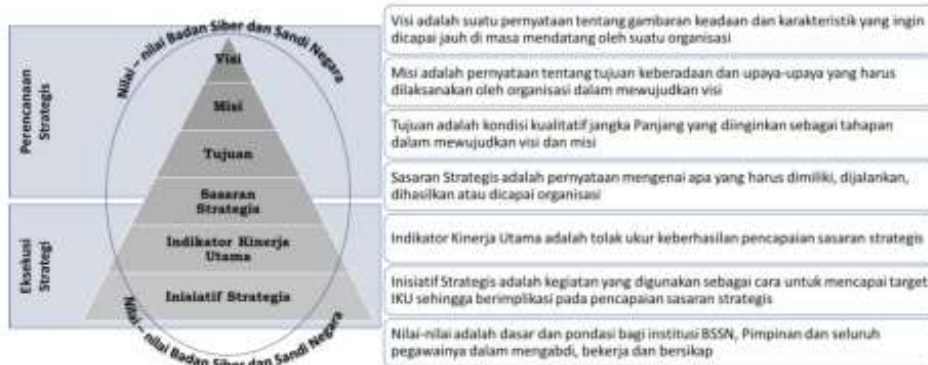 Nilai – nilai Badan Siber dan Sandi Negara
Perencanaan
Strategis
Visi
Misi
Tujuan
Sasaran
Strategis
Eksekusi
Strategi
Indikator Kinerja
Utama
Inisiatif Strategis
Nilai – nilai Badan Siber dan Sandi Negara
Visi adalah suatu pernyataan tentang gambaran keadaan dan karakteristik yang ingin
dicapai jauh di masa mendatang oleh suatu organisasi
Misi adalah pernyataan tentang tujuan keberadaan dan upaya-upaya yang harus
dilaksanakan oleh organisasi dalam mewujudkan visi
Tujuan adalah kondisi kualitatif jangka Panjang yang diinginkan sebagai tahapan
dalam mewujudkan visi dan misi
Sasaran Strategis adalah pernyataan mengenai apa yang harus dimiliki, dijalankan,
dihasilkan atau dicapai organisasi
Indikator Kinerja Utama adalah tolak ukur keberhasilan pencapaian sasaran strategis
Inisiatif Strategis adalah kegiatan yang digunakan sebagai cara untuk mencapai target
IKU sehingga berimplikasi pada pencapaian sasaran strategis
Nilai-nilai adalah dasar dan pondasi bagi institusi BSSN, Pimpinan dan seluruh
pegawainya dalam mengabdi, bekerja dan bersikap